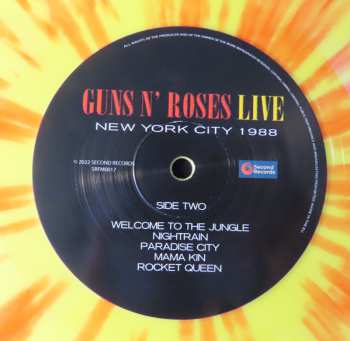 GUNS N' ROSES LIVE
NEW YORK CITY 1988
℗ 2022 SECOND RECORDS
SRFM0017
Second
Records
SIDE TWO
WELCOME TO THE JUNGLE
NIGHTRAIN
PARADISE CITY
MAMA KIN
ROCKET QUEEN